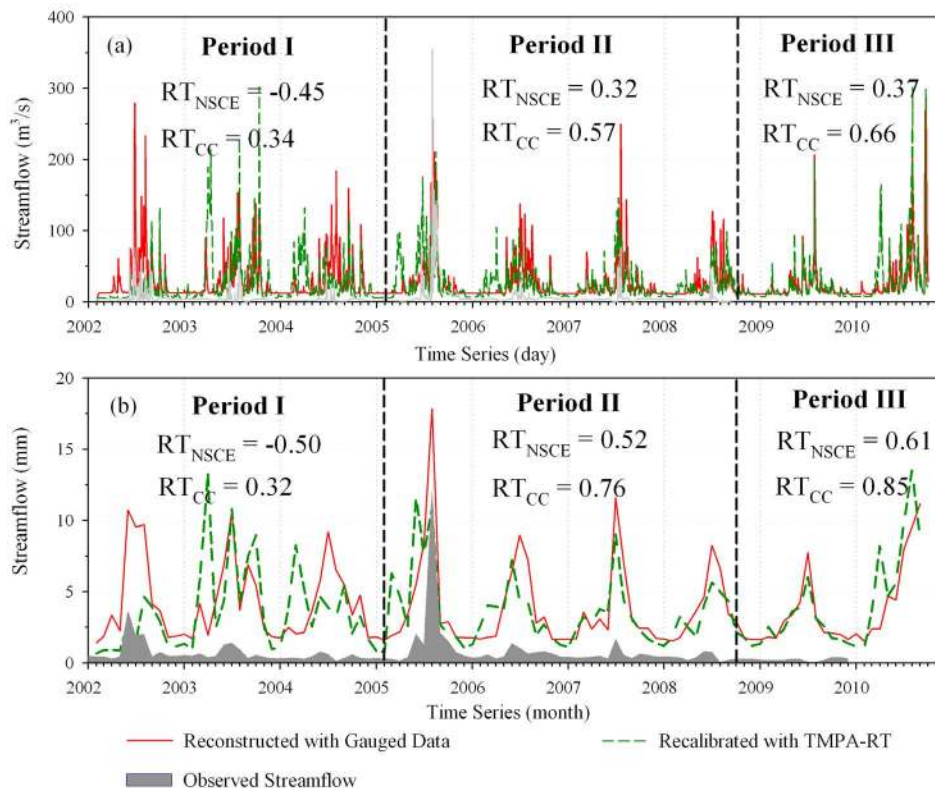 400
(a)
Period I
Period II
Period III
RT_NSCE = -0.45
RT_NSCE = 0.32
RT_NSCE = 0.37
RT_CC = 0.34
RT_CC = 0.57
RT_CC = 0.66
300
200
100
0
Streamflow (m³/s)
2002 2003 2004 2005 2006 2007 2008 2009 2010
Time Series (day)
20
(b)
Period I
Period II
Period III
RT_NSCE = -0.50
RT_NSCE = 0.52
RT_NSCE = 0.61
RT_CC = 0.32
RT_CC = 0.76
RT_CC = 0.85
15
10
5
0
Streamflow (mm)
2002 2003 2004 2005 2006 2007 2008 2009 2010
Time Series (month)
Reconstructed with Gauged Data
Recalibrated with TMPA-RT
Observed Streamflow